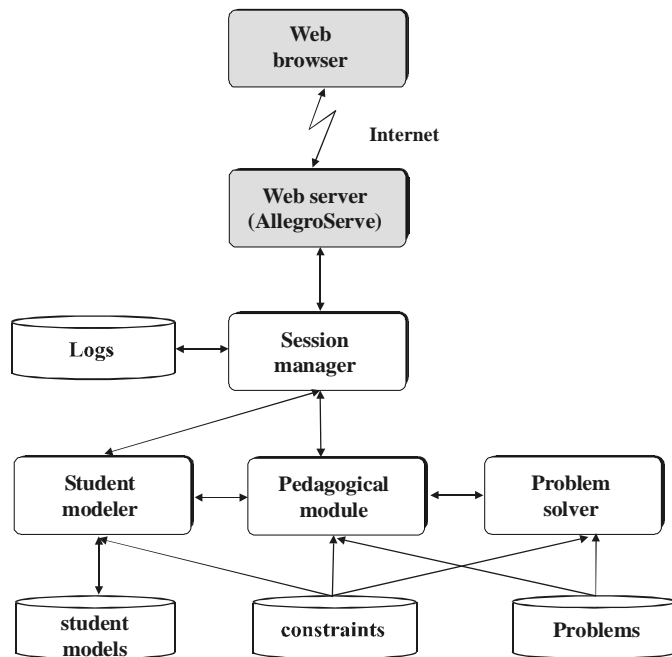 Web
browser
Internet
Web server
(AllegroServe)
Logs
Session
manager
Student
modeler
Pedagogical
module
Problem
solver
student
models
constraints
Problems